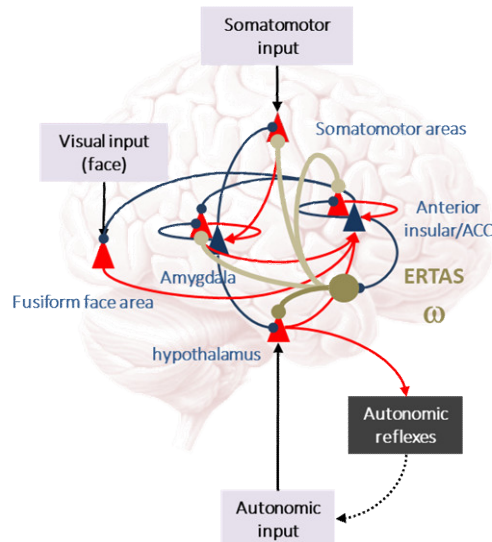 Somatomotor
input
Somatomotor areas
Visual input
(face)
Anterior
insular/ACC
Amygdala
ERTAS
Fusiform face area
ω
hypothalamus
Autonomic
reflexes
Autonomic
input